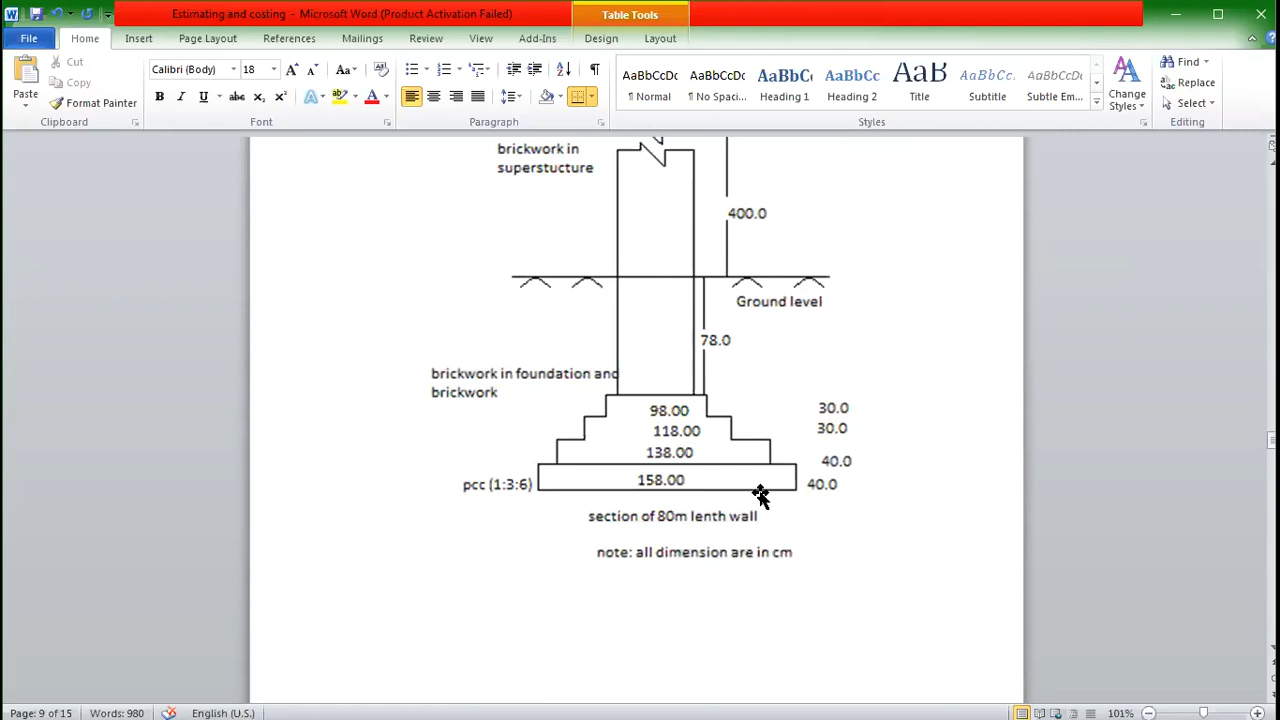 Estimating and costing - Microsoft Word (Product Activation Failed)
Table Tools
File
Home
Insert
Page Layout
References
Mailings
Review
View
Add-Ins
Design
Layout
Paste
Cut
Copy
Format Painter
Clipboard
Calibri (Body)
18
Font
Paragraph
AaBbCcDc
¶ Normal
AaBbCcDc
¶ No Spaci...
AaBbC
Heading 1
AaBbCc
Heading 2
AaB
Title
AaBbCc
Subtitle
AaBbCcDc
Subtle Em...
Styles
Change
Styles
Find
Replace
Select
Editing
brickwork in
superstucture
400.0
Ground level
78.0
brickwork in foundation and
brickwork
98.00
30.0
118.00
30.0
138.00
40.0
pcc (1:3:6)
158.00
40.0
section of 80m lenth wall
note: all dimension are in cm
Page: 9 of 15
Words: 980
English (U.S.)
101%